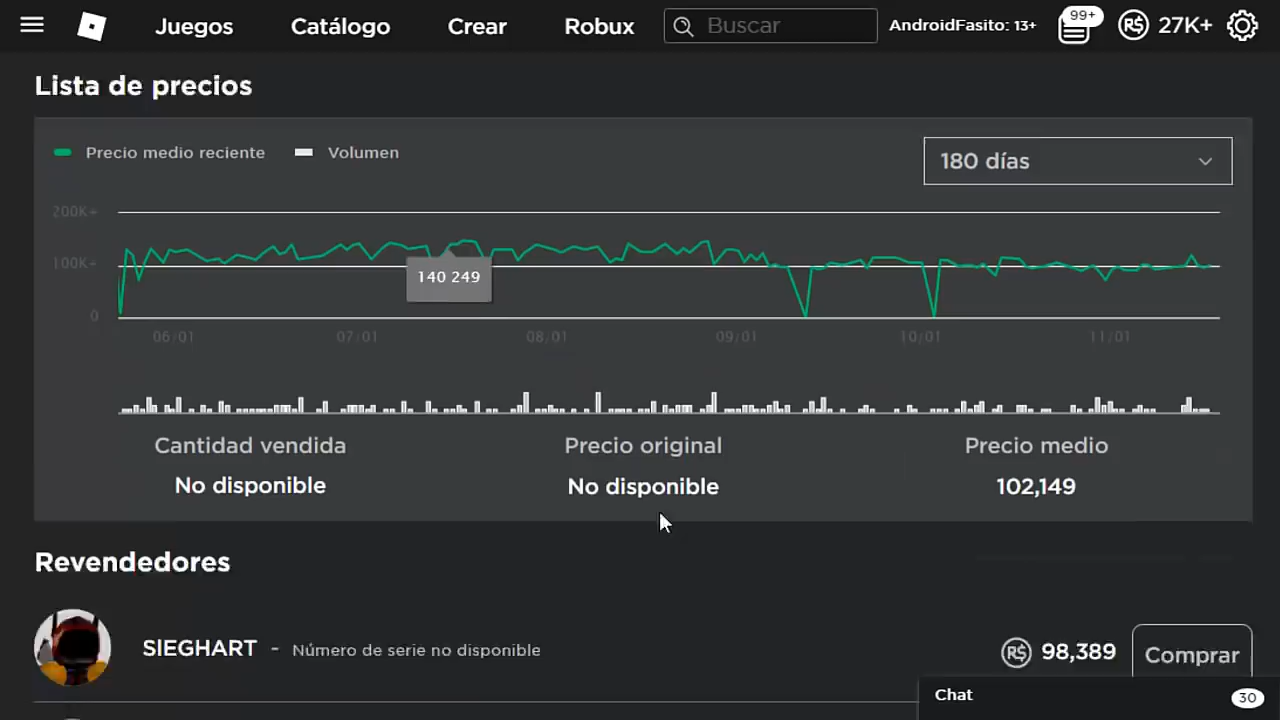 Juegos Catálogo Crear Robux Buscar AndroidFasito: 13+ 99+ R$ 27K+
Lista de precios
Precio medio reciente Volumen 180 días
200K+
100K+
140 249
0
06/01 07/01 08/01 09/01 10/01 11/01
Cantidad vendida Precio original Precio medio
No disponible No disponible 102,149
Revendedores
SIEGHART - Número de serie no disponible R$ 98,389 Comprar
Chat 30